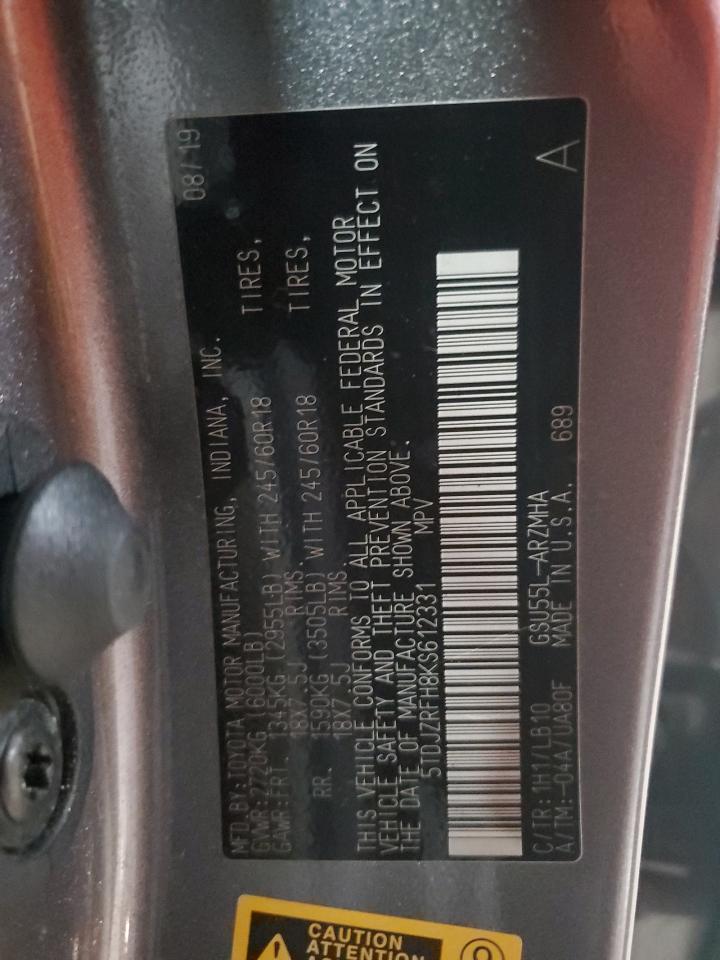 MFD.BY:TOYOTA MOTOR MANUFACTURING, INDIANA, INC. 08/19
GVWR:2720KG (6000LB)
GAWR:FRT. 1345KG (2955LB) WITH 245/60R18 TIRES,
18X7.5J RIMS.
RR. 1590KG (3505LB) WITH 245/60R18 TIRES,
18X7.5J RIMS.
THIS VEHICLE CONFORMS TO ALL APPLICABLE FEDERAL MOTOR
VEHICLE SAFETY AND THEFT PREVENTION STANDARDS IN EFFECT ON
THE DATE OF MANUFACTURE SHOWN ABOVE.
5TDJZRFH8KS612331 MPV
C/TR:1H1/LB10 GSU55L-ARZMHA
A/TM:-04A/UA80F MADE IN U.S.A. 689 A
CAUTION
ATTENTION